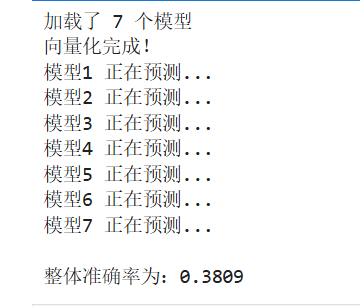 加载了 7 个模型
向量化完成!
模型1 正在预测...
模型2 正在预测...
模型3 正在预测...
模型4 正在预测...
模型5 正在预测...
模型6 正在预测...
模型7 正在预测...
整体准确率为: 0.3809